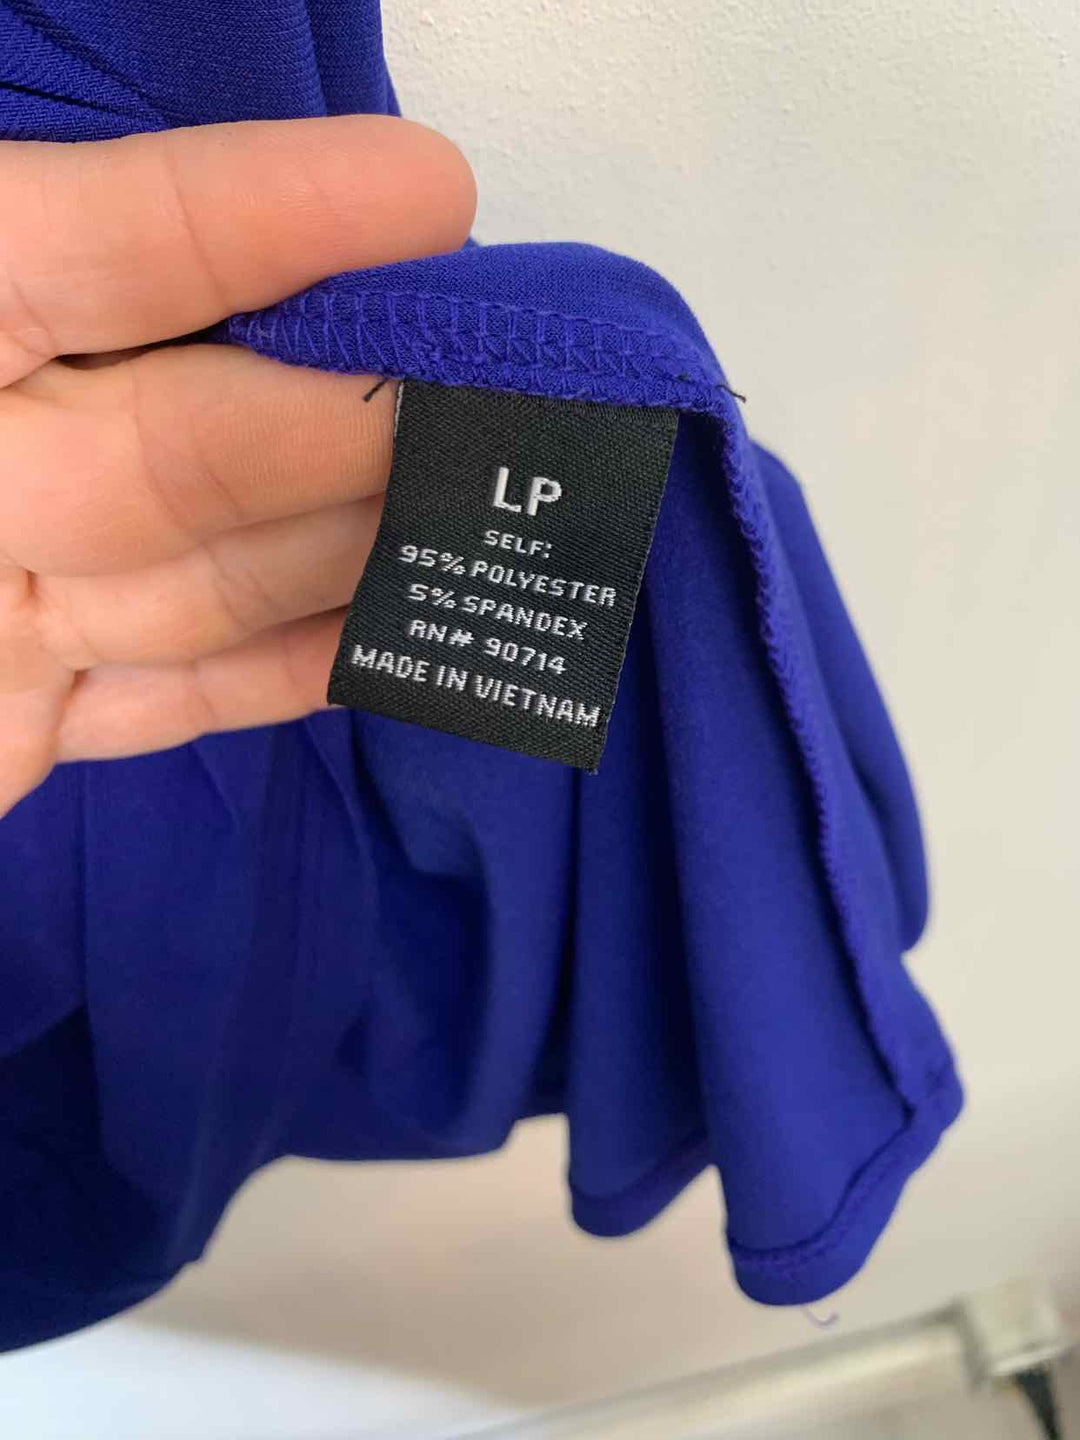 LP
SELF:
95% POLYESTER
5% SPANDEX
RN# 90714
MADE IN VIETNAM